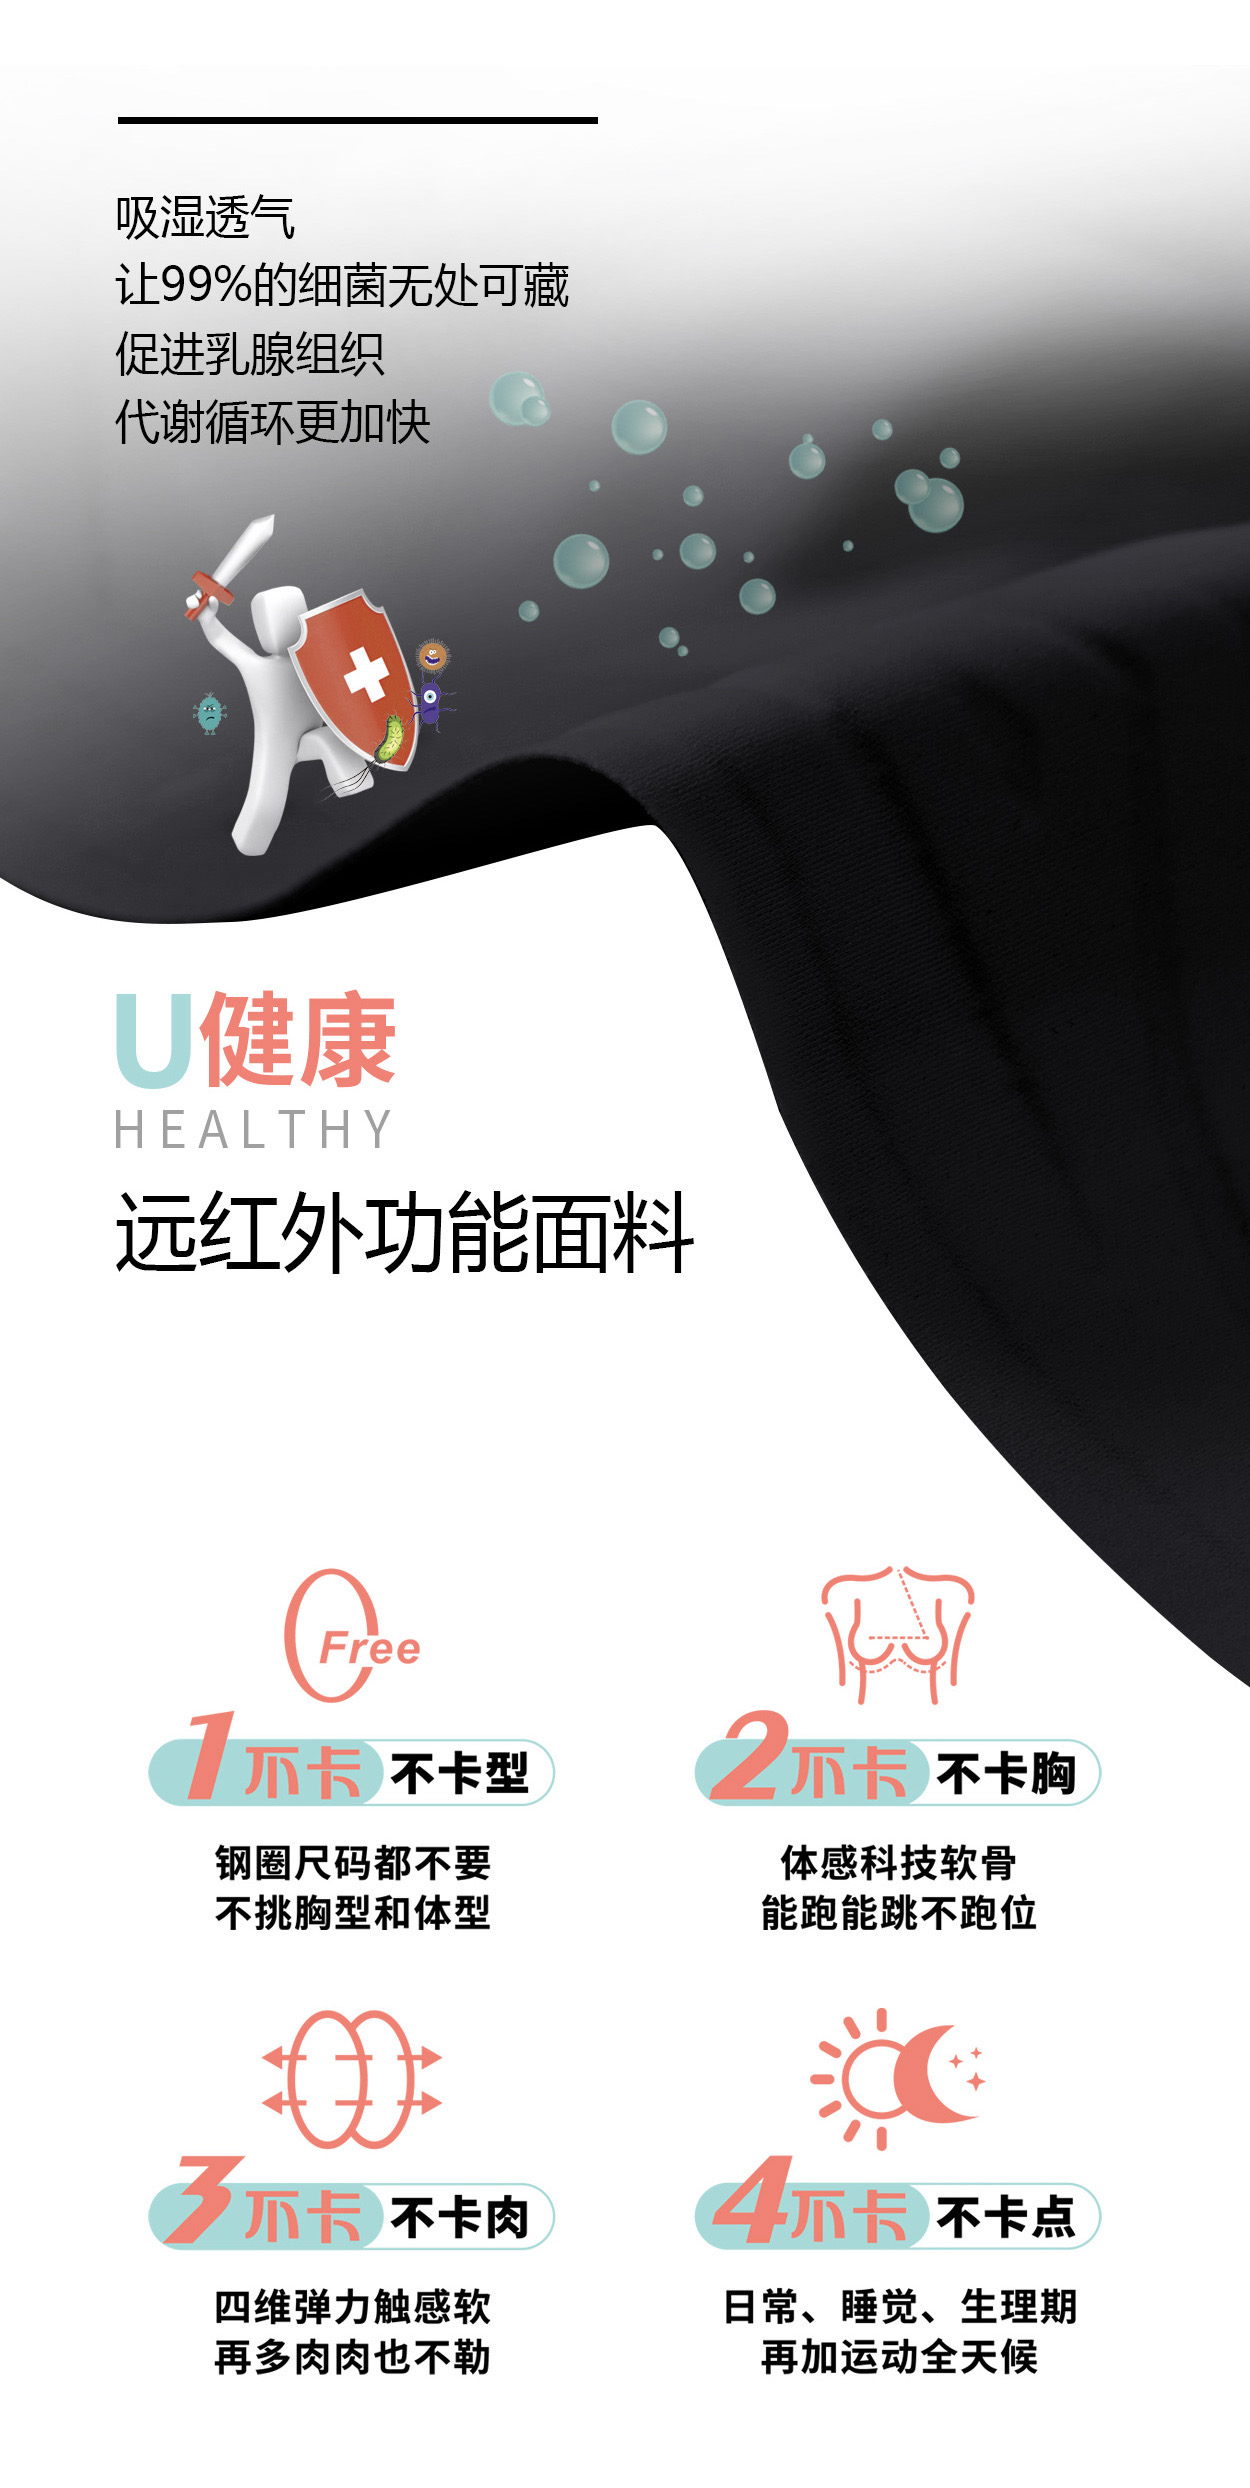 吸湿透气
让99%的细菌无处可藏
促进乳腺组织
代谢循环更加快
U健康
HEALTHY
远红外功能面料
Free
1不卡 不卡型
钢圈尺码都不要
不挑胸型和体型
2不卡 不卡胸
体感科技软骨
能跑能跳不跑位
3不卡 不卡肉
四维弹力触感软
再多肉肉也不勒
4不卡 不卡点
日常、睡觉、生理期
再加运动全天候